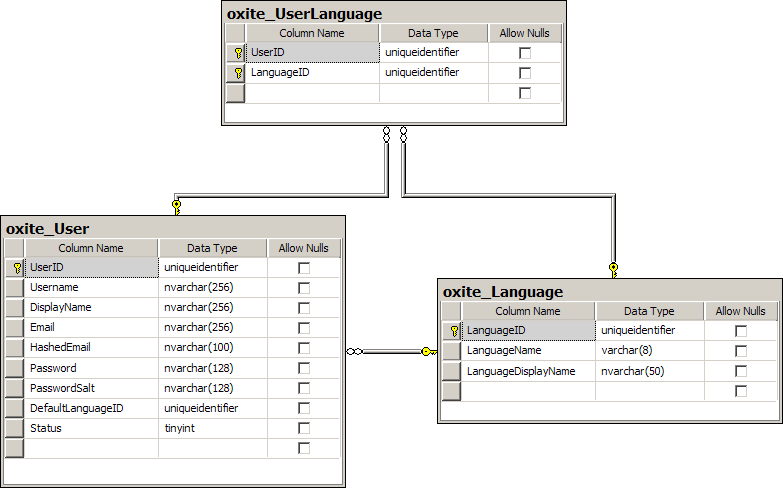 oxite_UserLanguage
Column Name Data Type Allow Nulls
UserID uniqueidentifier
LanguageID uniqueidentifier
oxite_User
Column Name Data Type Allow Nulls
UserID uniqueidentifier
Username nvarchar(256)
DisplayName nvarchar(256)
Email nvarchar(256)
HashedEmail nvarchar(100)
Password nvarchar(128)
PasswordSalt nvarchar(128)
DefaultLanguageID uniqueidentifier
Status tinyint
oxite_Language
Column Name Data Type Allow Nulls
LanguageID uniqueidentifier
LanguageName varchar(8)
LanguageDisplayName nvarchar(50)